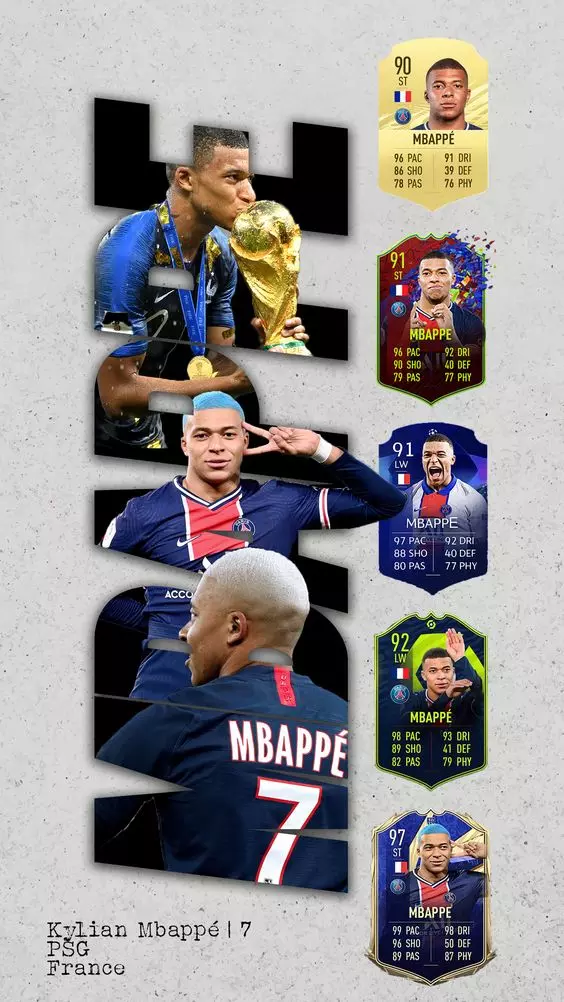 MBAPPE
ACCO
MBAPPÉ
7
Kylian Mbappé | 7
PSG
France
90
ST
MBAPPÉ
96 PAC 91 DRI
86 SHO 39 DEF
78 PAS 76 PHY
91
ST
MBAPPÉ
96 PAC 92 DRI
90 SHO 40 DEF
79 PAS 77 PHY
91
LW
MBAPPÉ
97 PAC 92 DRI
88 SHO 40 DEF
80 PAS 77 PHY
92
LW
MBAPPÉ
98 PAC 93 DRI
89 SHO 41 DEF
82 PAS 79 PHY
97
ST
MBAPPÉ
99 PAC 98 DRI
96 SHO 50 DEF
89 PAS 87 PHY